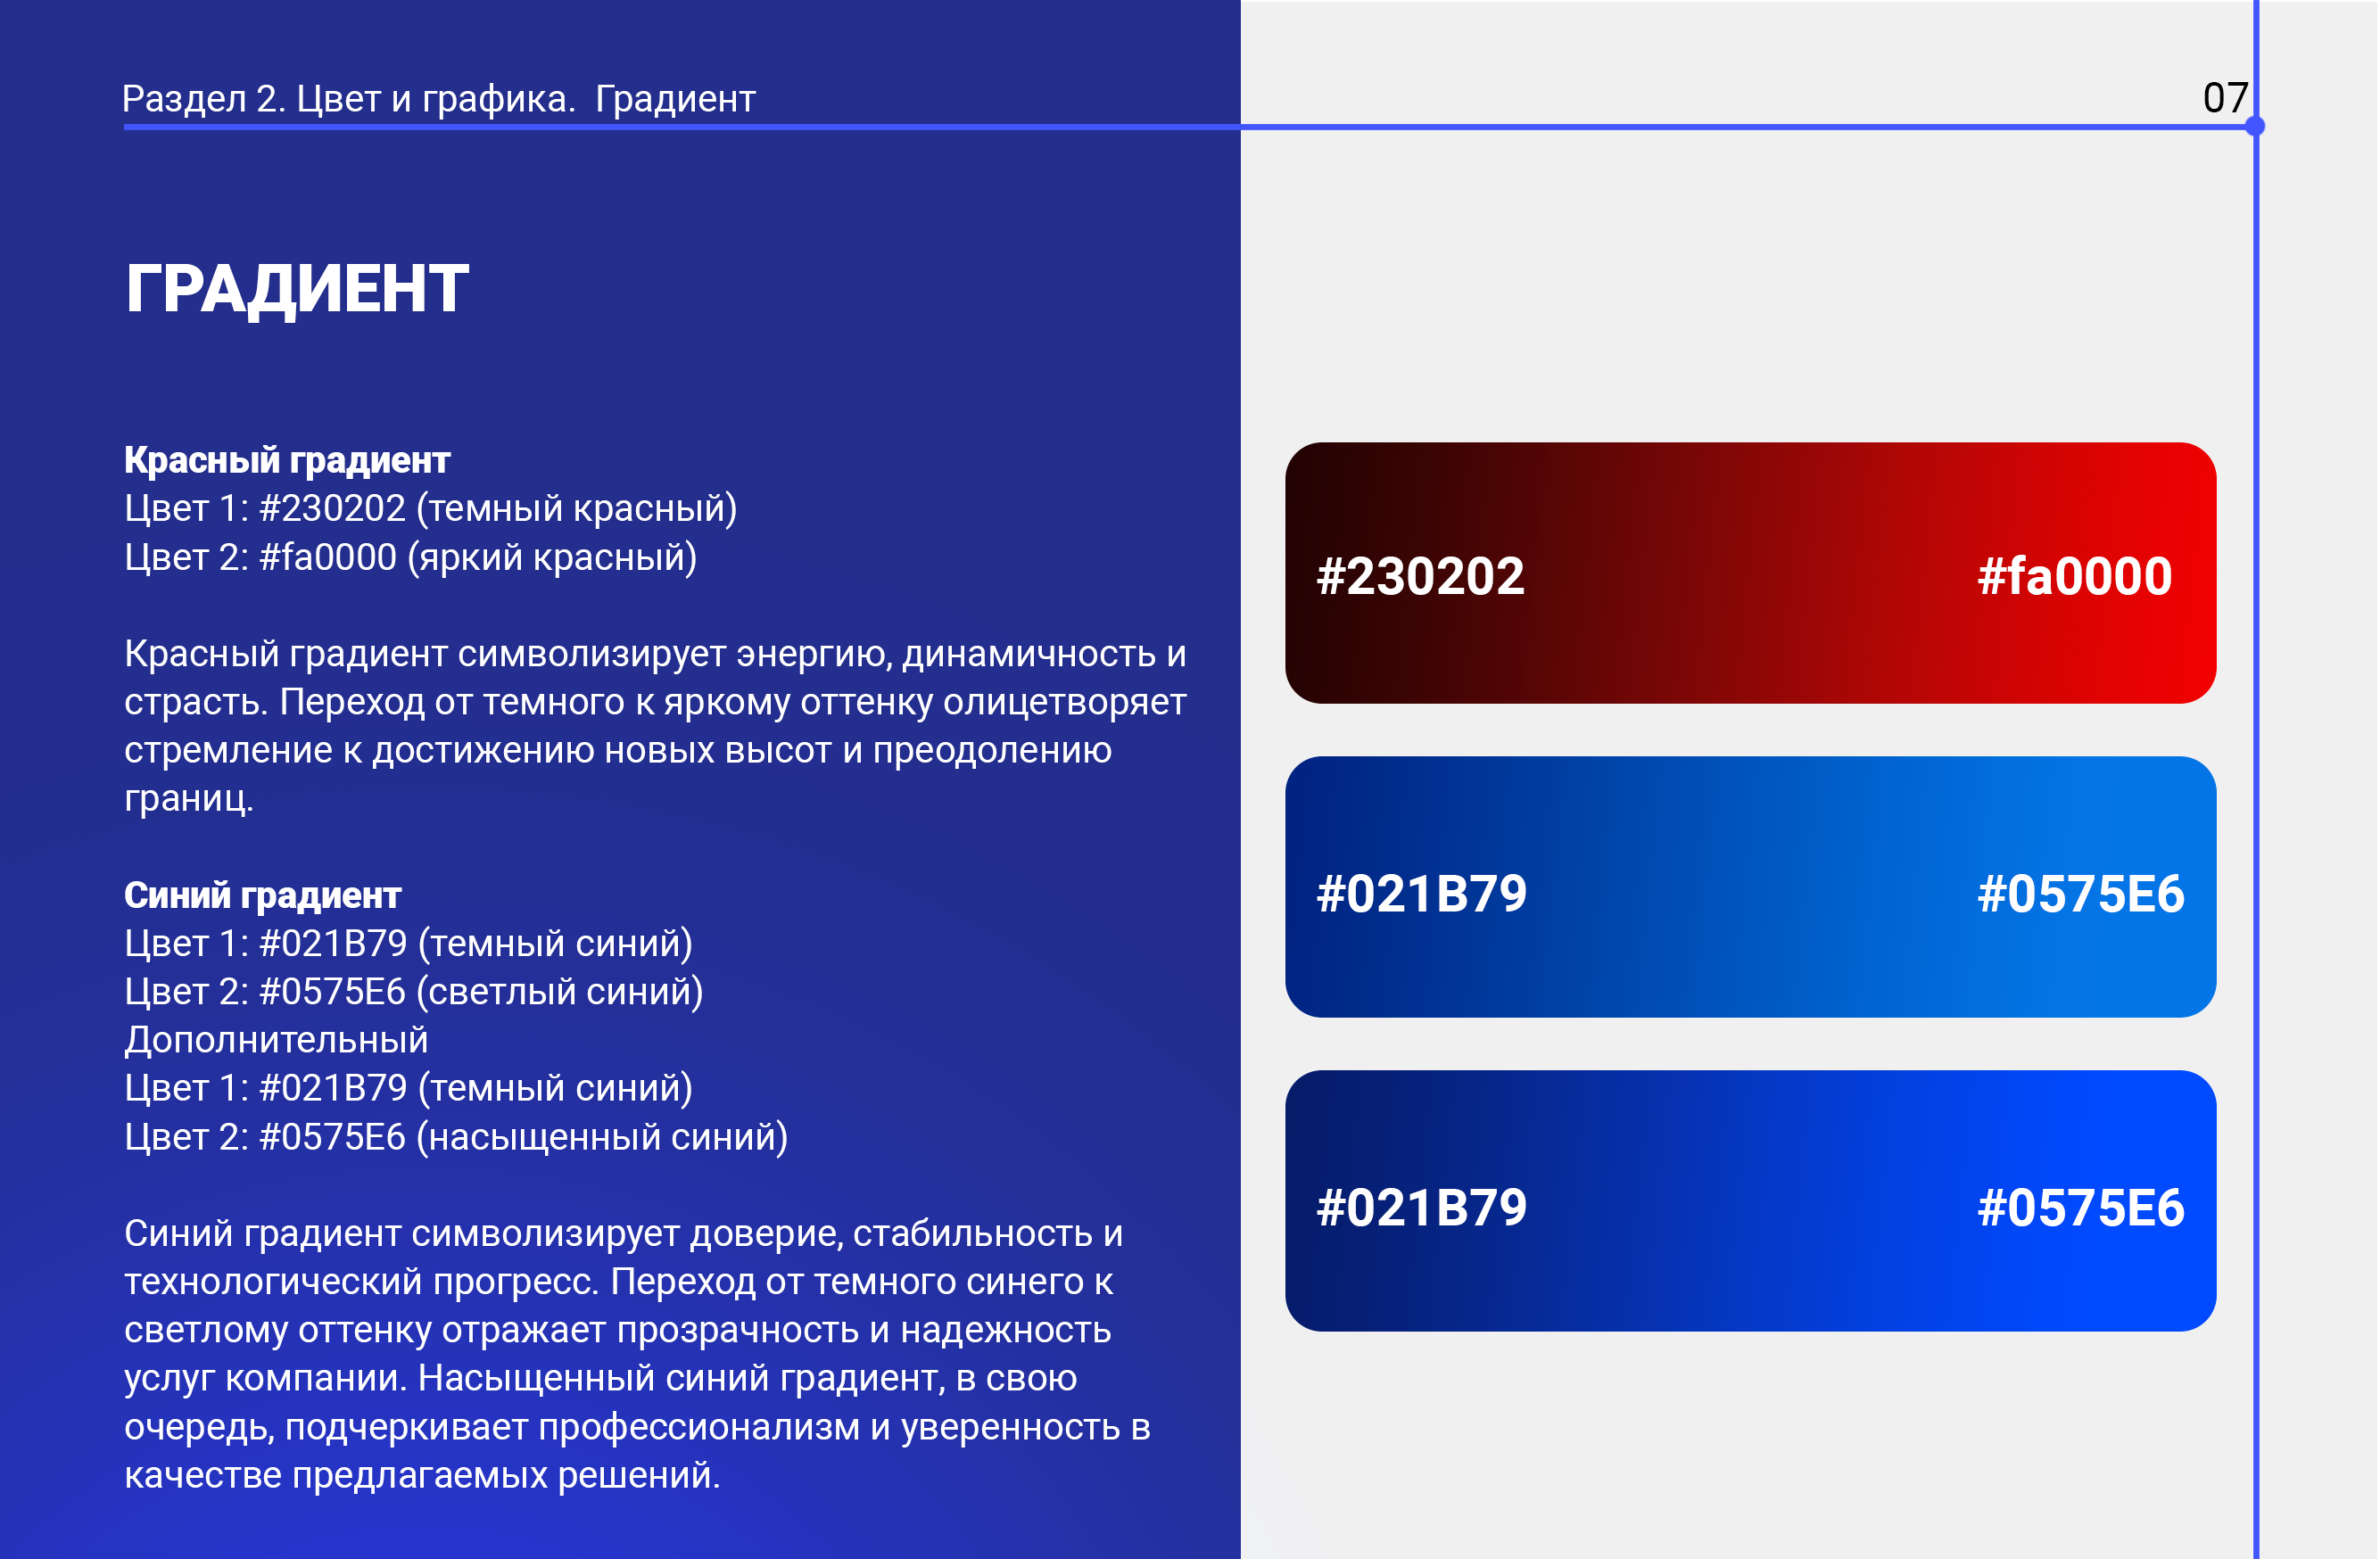 Раздел 2. Цвет и графика.  Градиент
07
ГРАДИЕНТ
Красный градиент
Цвет 1: #230202 (темный красный)
Цвет 2: #fa0000 (яркий красный)
Красный градиент символизирует энергию, динамичность и
страсть. Переход от темного к яркому оттенку олицетворяет
стремление к достижению новых высот и преодолению
границ.
Синий градиент
Цвет 1: #021B79 (темный синий)
Цвет 2: #0575E6 (светлый синий)
Дополнительный
Цвет 1: #021B79 (темный синий)
Цвет 2: #0575E6 (насыщенный синий)
Синий градиент символизирует доверие, стабильность и
технологический прогресс. Переход от темного синего к
светлому оттенку отражает прозрачность и надежность
услуг компании. Насыщенный синий градиент, в свою
очередь, подчеркивает профессионализм и уверенность в
качестве предлагаемых решений.
#230202 #fa0000
#021B79 #0575E6
#021B79 #0575E6